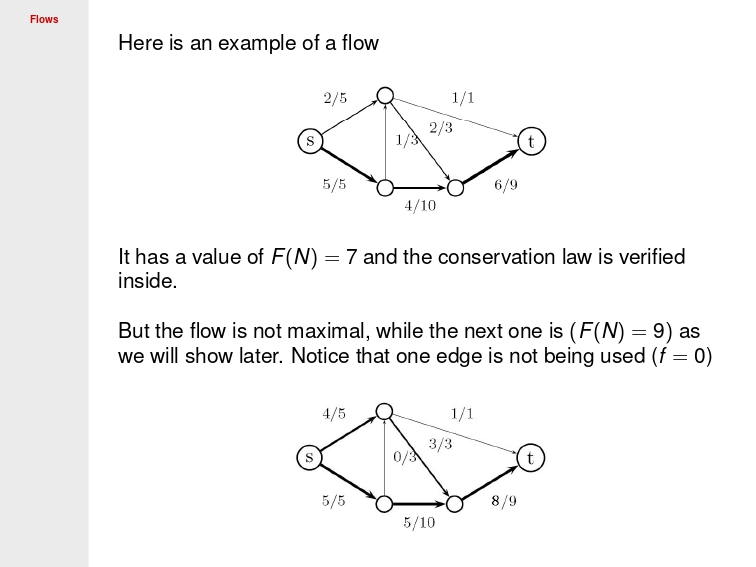 Flows
Here is an example of a flow
2/5
1/1
2/3
s
1/3
t
5/5
6/9
4/10
It has a value of F(N) = 7 and the conservation law is verified
inside.
But the flow is not maximal, while the next one is (F(N) = 9) as
we will show later. Notice that one edge is not being used (f = 0)
4/5
1/1
3/3
s
0/3
t
5/5
8/9
5/10